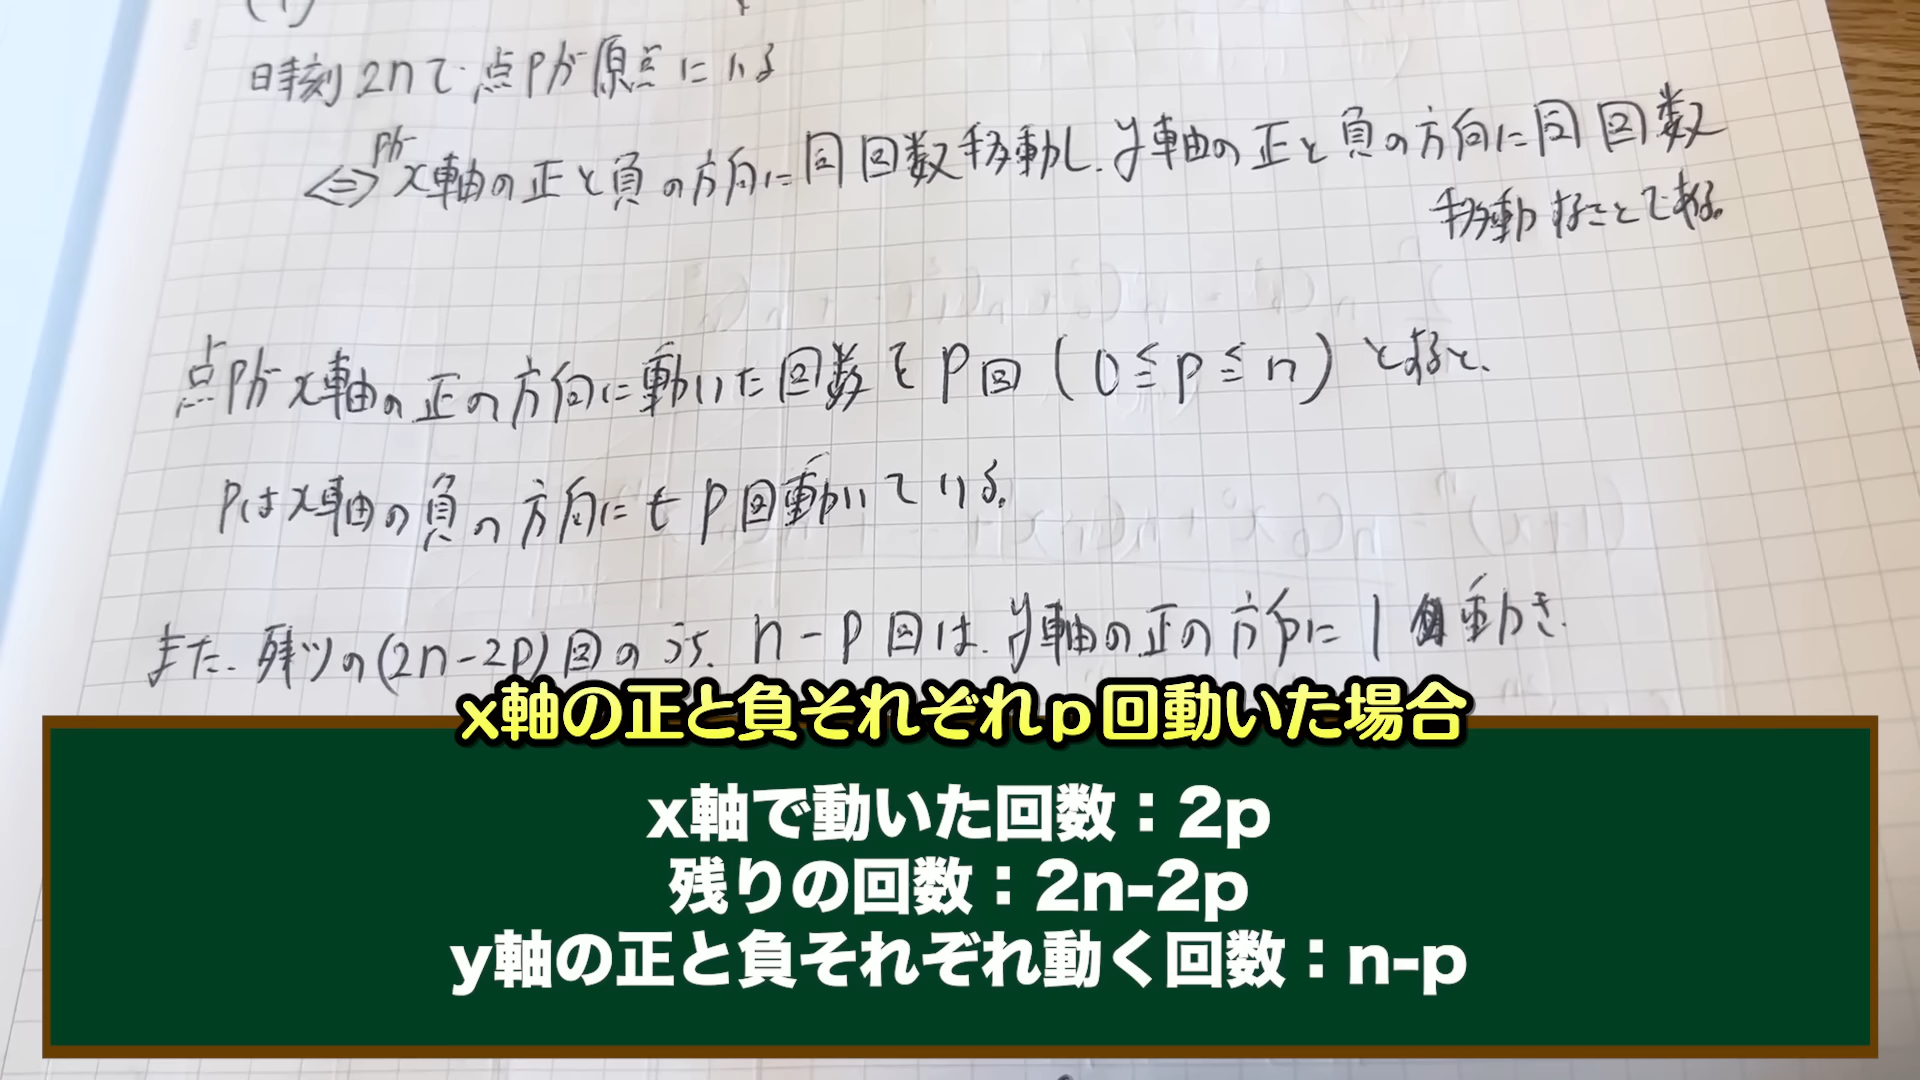 (1)
時刻2nで点Pが原点にいる
Pが
⇔x軸の正と負の方向に同回数移動し、y軸の正と負の方向に同回数
移動することである。
点Pがx軸の正の方向に動いた回数をp回(0≦p≦n)とすると、
Pはx軸の負の方向にもp回動いている。
また、残りの(2n-2p)回のうち、n-p回は、y軸の正の方向に1動き、
x軸の正と負それぞれp回動いた場合
x軸で動いた回数：2p
残りの回数：2n-2p
y軸の正と負それぞれ動く回数：n-p